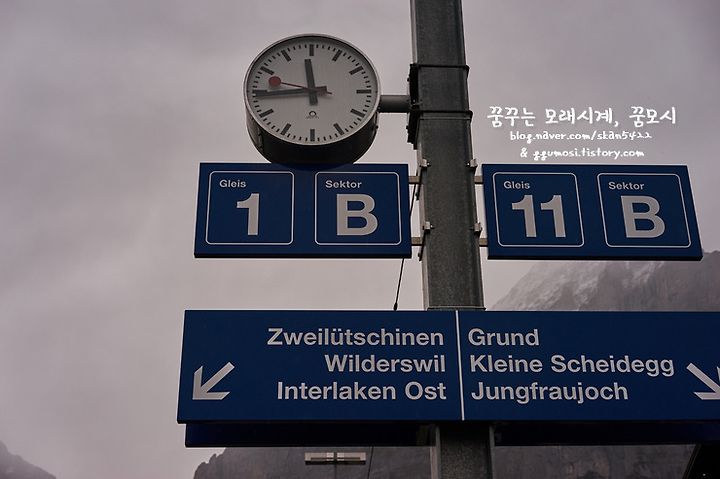 꿈꾸는 모래시계, 꿈모시
blog.naver.com/skan5422
& ggumosi.tistory.com
Gleis Sektor
1 B
Gleis Sektor
11 B
Zweilütschinen
Wilderswil
Interlaken Ost
Grund
Kleine Scheidegg
Jungfraujoch